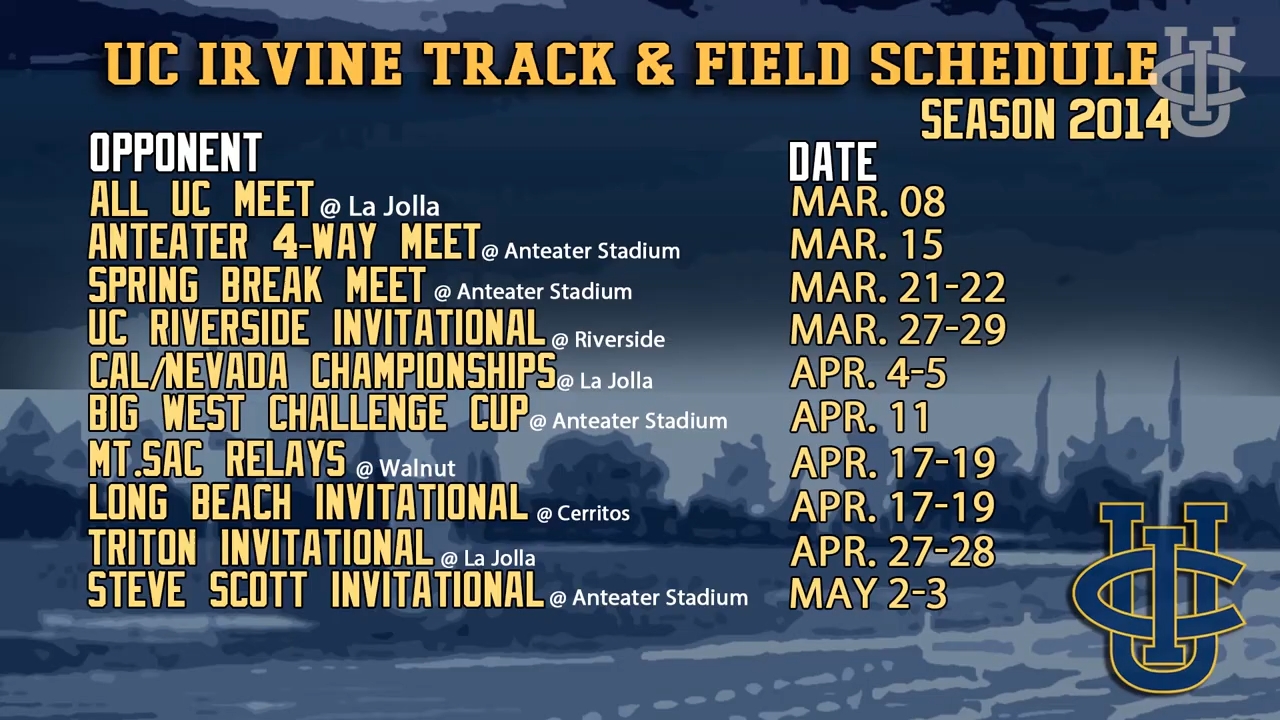 UC IRVINE TRACK & FIELD SCHEDULE
SEASON 2014
OPPONENT DATE
ALL UC MEET @ La Jolla MAR. 08
ANTEATER 4-WAY MEET @ Anteater Stadium MAR. 15
SPRING BREAK MEET @ Anteater Stadium MAR. 21-22
UC RIVERSIDE INVITATIONAL @ Riverside MAR. 27-29
CAL/NEVADA CHAMPIONSHIPS @ La Jolla APR. 4-5
BIG WEST CHALLENGE CUP @ Anteater Stadium APR. 11
MT.SAC RELAYS @ Walnut APR. 17-19
LONG BEACH INVITATIONAL @ Cerritos APR. 17-19
TRITON INVITATIONAL @ La Jolla APR. 27-28
STEVE SCOTT INVITATIONAL @ Anteater Stadium MAY 2-3
UCI
UCI